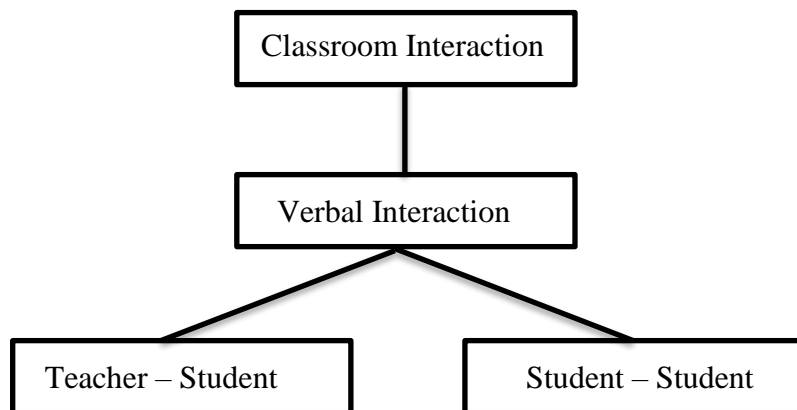 Classroom Interaction
Verbal Interaction
Teacher – Student
Student – Student